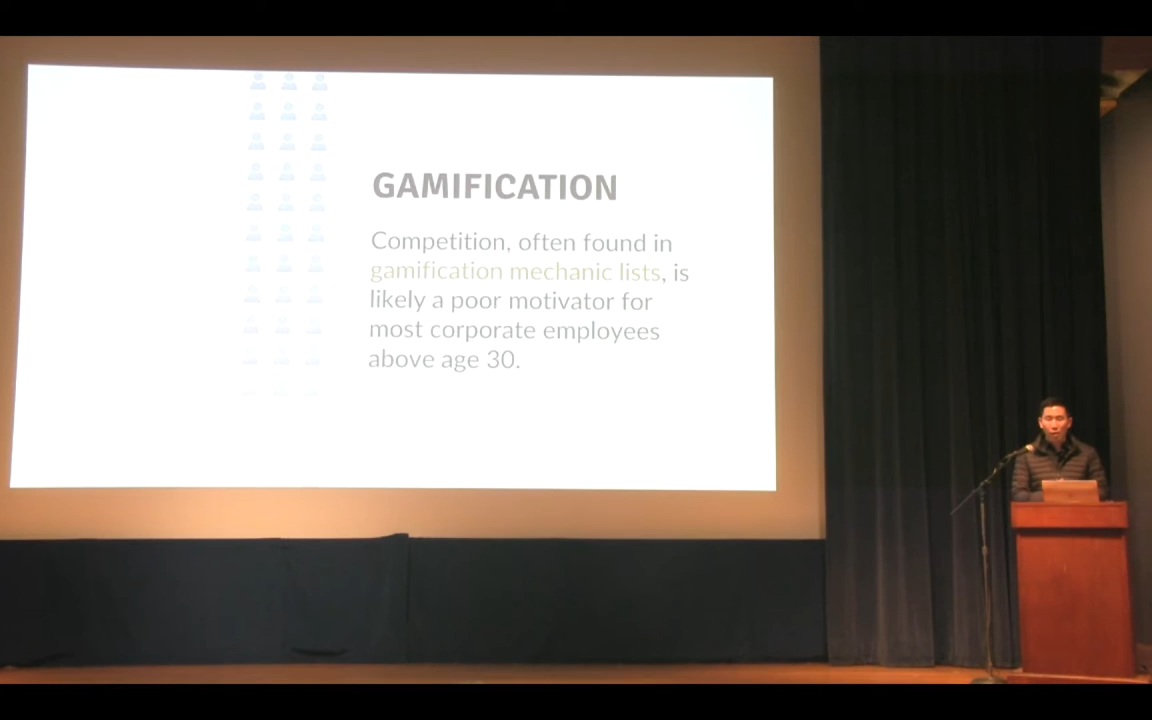 GAMIFICATION
Competition, often found in
gamification mechanic lists, is
likely a poor motivator for
most corporate employees
above age 30.